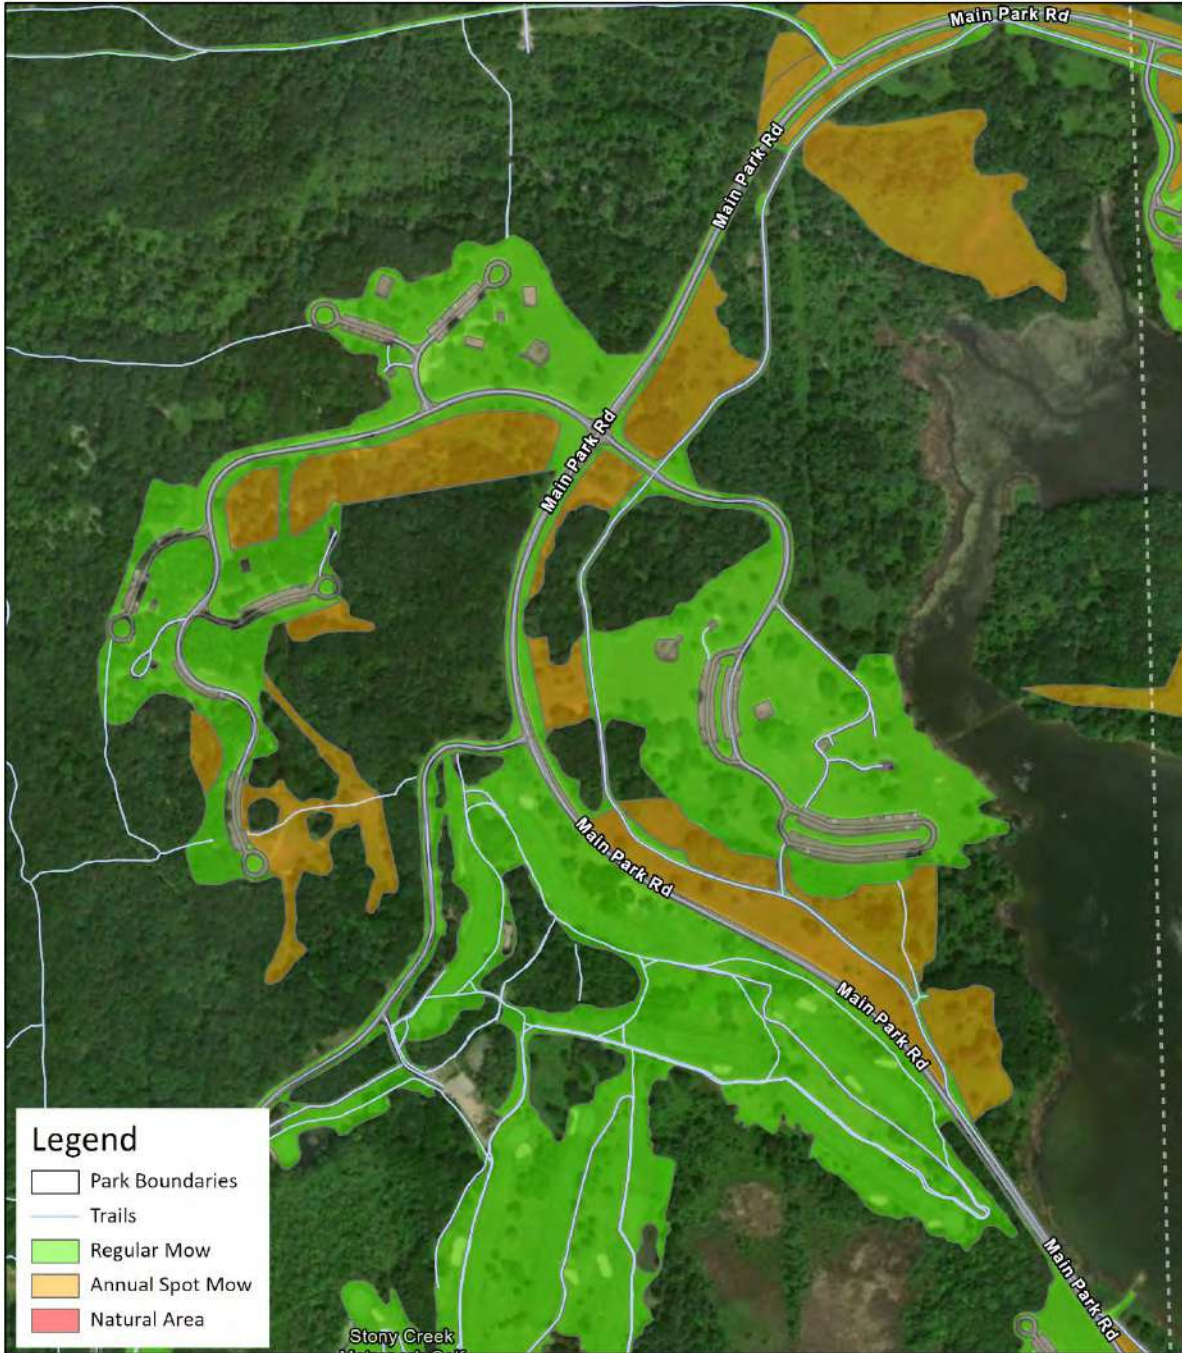 Main Park Rd
Main Park Rd
Main Park Rd
Main Park Rd
Main Park Rd
Main Park Rd
Legend
Park Boundaries
Trails
Regular Mow
Annual Spot Mow
Natural Area
Stony Creek